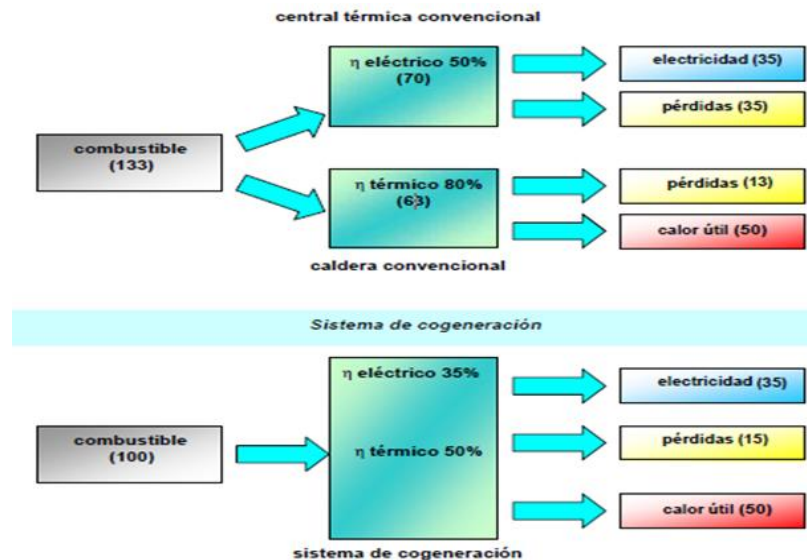 central térmica convencional
η eléctrico 50%
(70)
electricidad (35)
pérdidas (35)
combustible
(133)
η térmico 80%
(63)
pérdidas (13)
calor útil (50)
caldera convencional
Sistema de cogeneración
η eléctrico 35%
electricidad (35)
combustible
(100)
η térmico 50%
pérdidas (15)
calor útil (50)
sistema de cogeneración